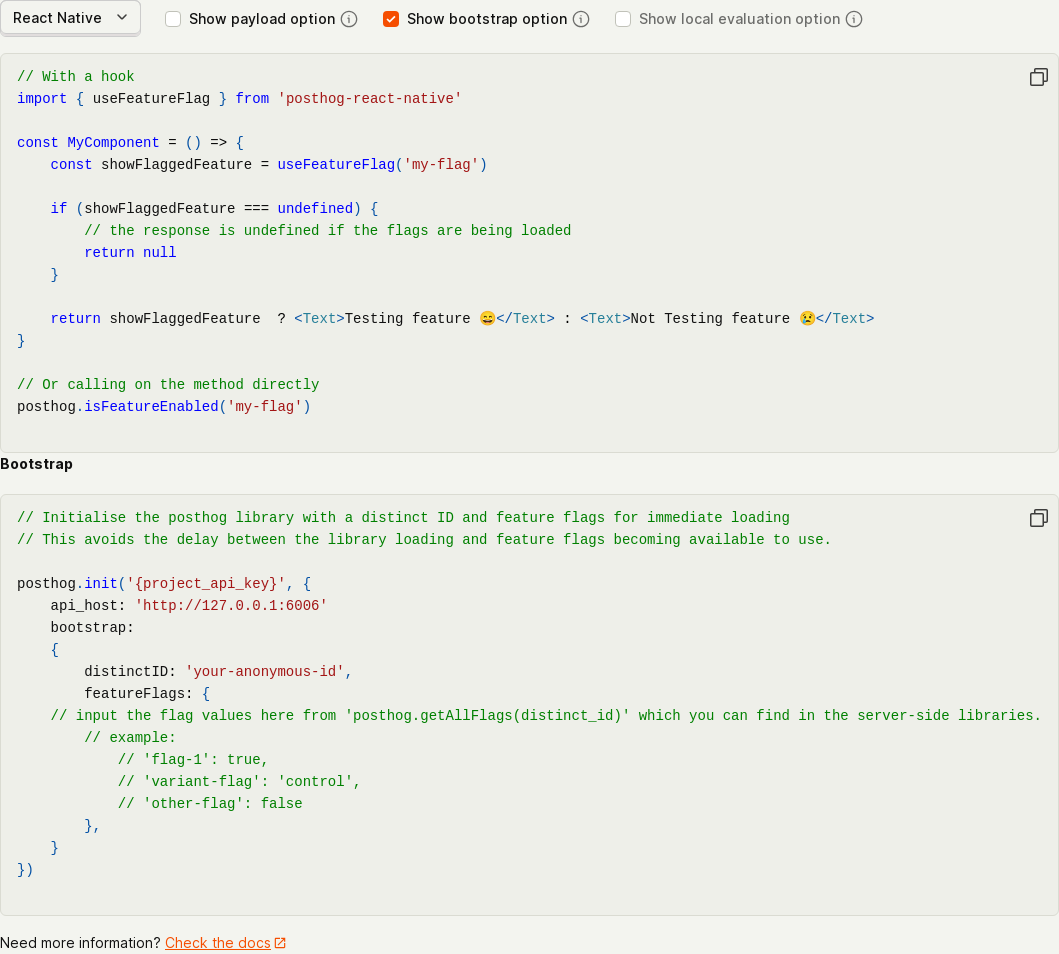 React Native Show payload option Show bootstrap option Show local evaluation option
// With a hook
import { useFeatureFlag } from 'posthog-react-native'
const MyComponent = () => {
    const showFlaggedFeature = useFeatureFlag('my-flag')
    if (showFlaggedFeature === undefined) {
        // the response is undefined if the flags are being loaded
        return null
    }
    return showFlaggedFeature  ? <Text>Testing feature 😄</Text> : <Text>Not Testing feature 😢</Text>
}
// Or calling on the method directly
posthog.isFeatureEnabled('my-flag')
Bootstrap
// Initialise the posthog library with a distinct ID and feature flags for immediate loading
// This avoids the delay between the library loading and feature flags becoming available to use.
posthog.init('{project_api_key}', {
    api_host: 'http://127.0.0.1:6006'
    bootstrap:
    {
        distinctID: 'your-anonymous-id',
        featureFlags: {
    // input the flag values here from 'posthog.getAllFlags(distinct_id)' which you can find in the server-side libraries.
        // example:
            // 'flag-1': true,
            // 'variant-flag': 'control',
            // 'other-flag': false
        },
    }
})
Need more information? Check the docs